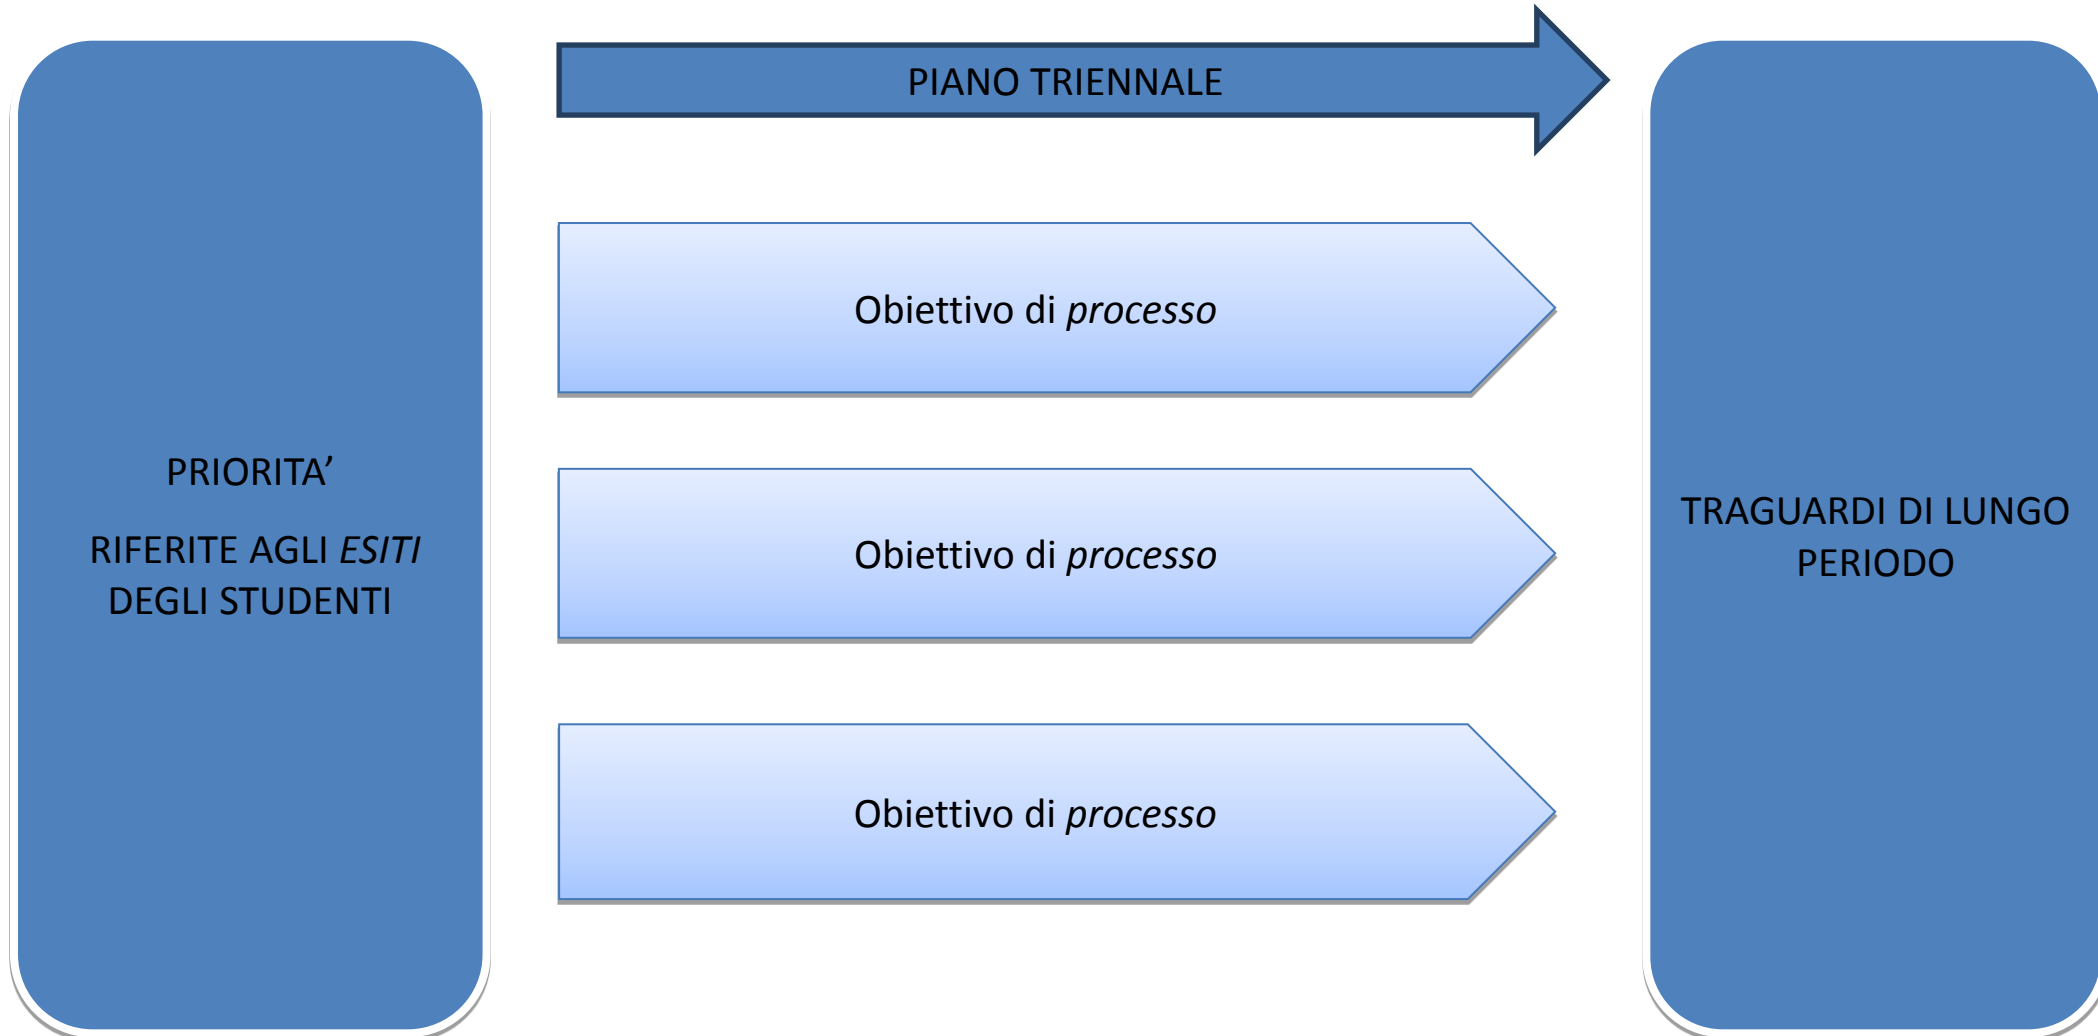 PIANO TRIENNALE
PRIORITA’
RIFERITE AGLI ESITI
DEGLI STUDENTI
Obiettivo di processo
Obiettivo di processo
Obiettivo di processo
TRAGUARDI DI LUNGO
PERIODO